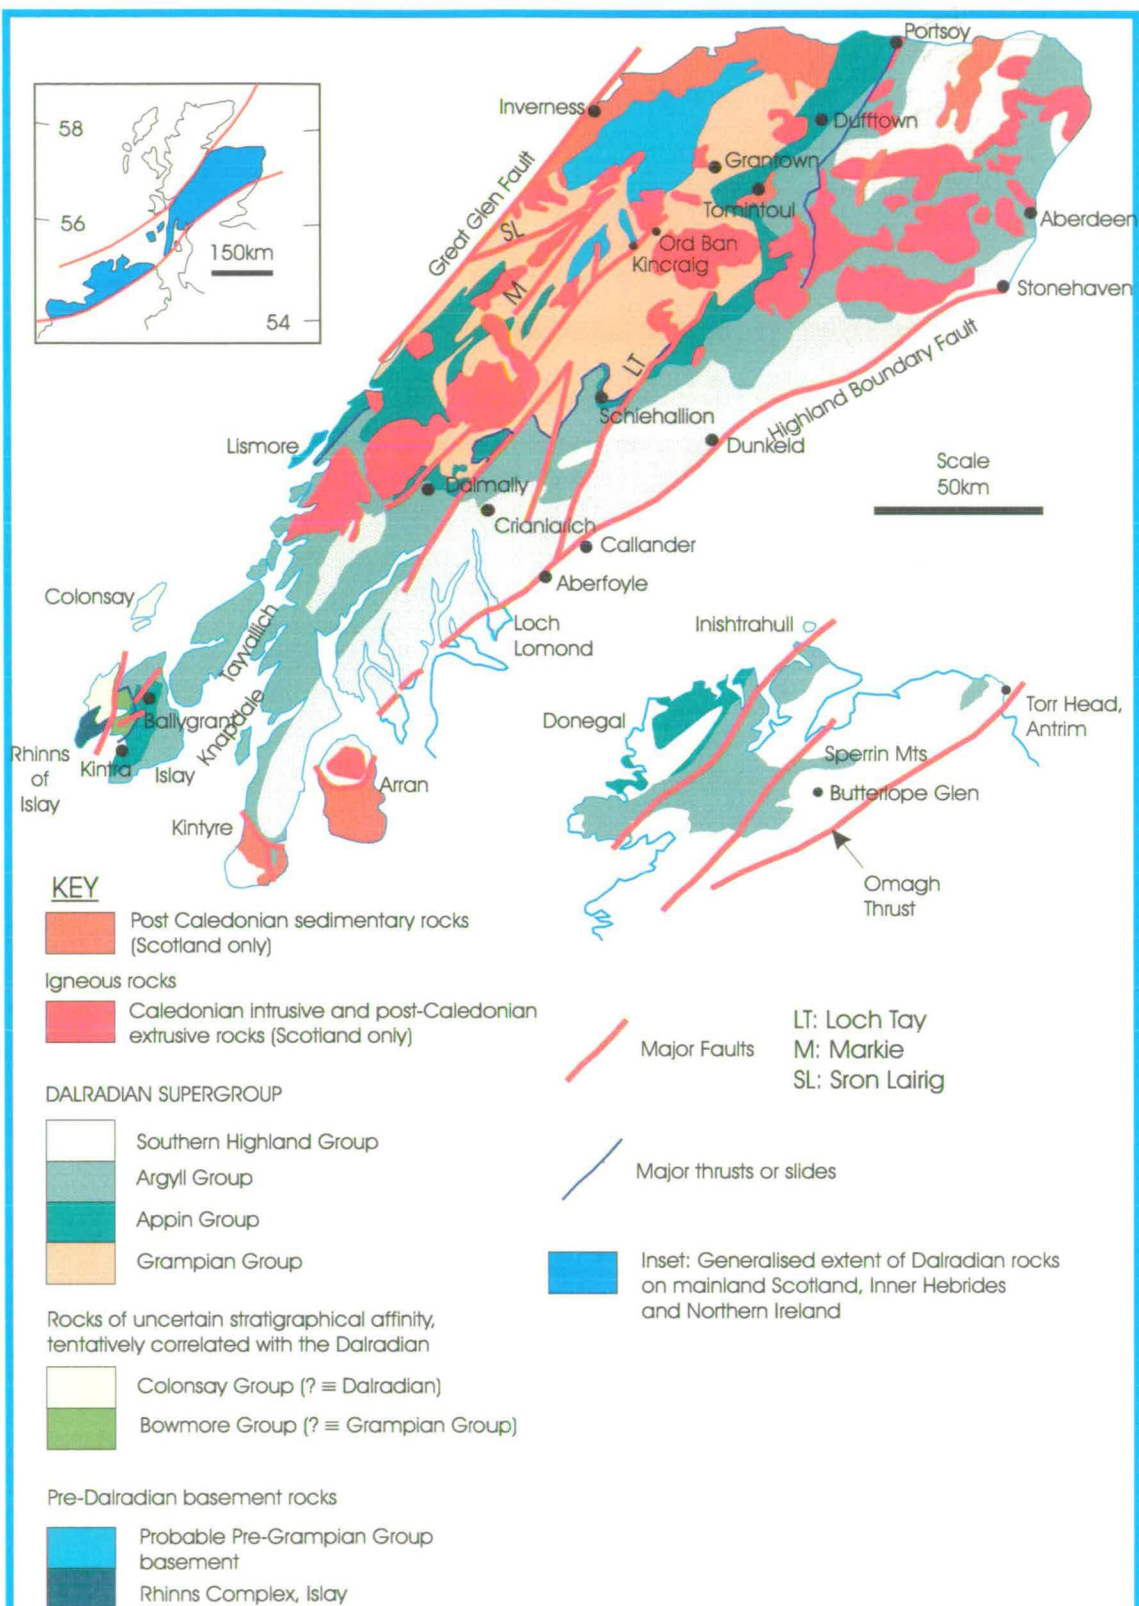 Portsoy
58
Inverness
Dufftown
Great Glen Fault
Grantown
56
SL
Tomintoul
Aberdeen
150km
Ord Ban
Kincraig
M
Stonehaven
54
LT
Highland Boundary Fault
Schiehallion
Lismore
Dunkeld
Scale
50km
Dalmally
Crianlarich
Callander
Aberfoyle
Colonsay
Tayvallich
Loch
Lomond
Inishtrahull
Knapdale
Ballygrant
Donegal
Torr Head,
Antrim
Rhinns
of
Islay
Kintra
Islay
Sperrin Mts
Arran
Butterlope Glen
Kintyre
Omagh
Thrust
KEY
Post Caledonian sedimentary rocks
(Scotland only)
Igneous rocks
Caledonian intrusive and post-Caledonian
extrusive rocks (Scotland only)
Major Faults
LT: Loch Tay
M: Markie
SL: Sron Lairig
DALRADIAN SUPERGROUP
Southern Highland Group
Argyll Group
Appin Group
Grampian Group
Major thrusts or slides
Inset: Generalised extent of Dalradian rocks
on mainland Scotland, Inner Hebrides
and Northern Ireland
Rocks of uncertain stratigraphical affinity,
tentatively correlated with the Dalradian
Colonsay Group (? ≡ Dalradian)
Bowmore Group (? ≡ Grampian Group)
Pre-Dalradian basement rocks
Probable Pre-Grampian Group
basement
Rhinns Complex, Islay